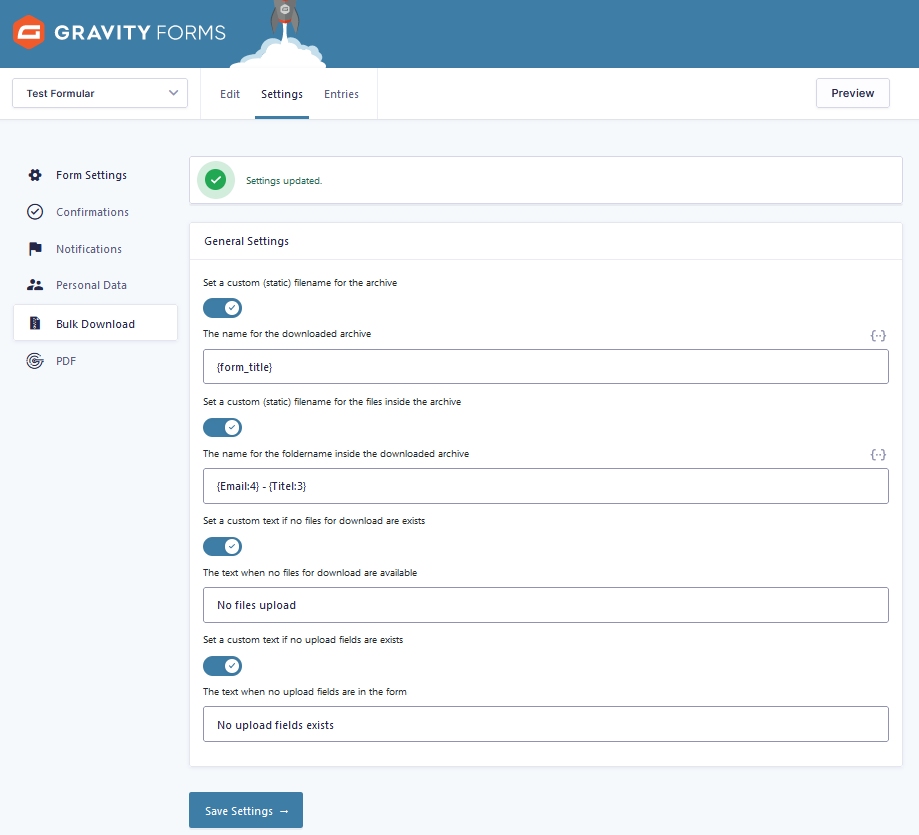 GRAVITY FORMS
Test Formular
Edit
Settings
Entries
Preview
Form Settings
Confirmations
Notifications
Personal Data
Bulk Download
PDF
Settings updated.
General Settings
Set a custom (static) filename for the archive
The name for the downloaded archive
{··}
{form_title}
Set a custom (static) filename for the files inside the archive
The name for the foldername inside the downloaded archive
{··}
{Email:4} - {Titel:3}
Set a custom text if no files for download are exists
The text when no files for download are available
No files upload
Set a custom text if no upload fields are exists
The text when no upload fields are in the form
No upload fields exists
Save Settings →